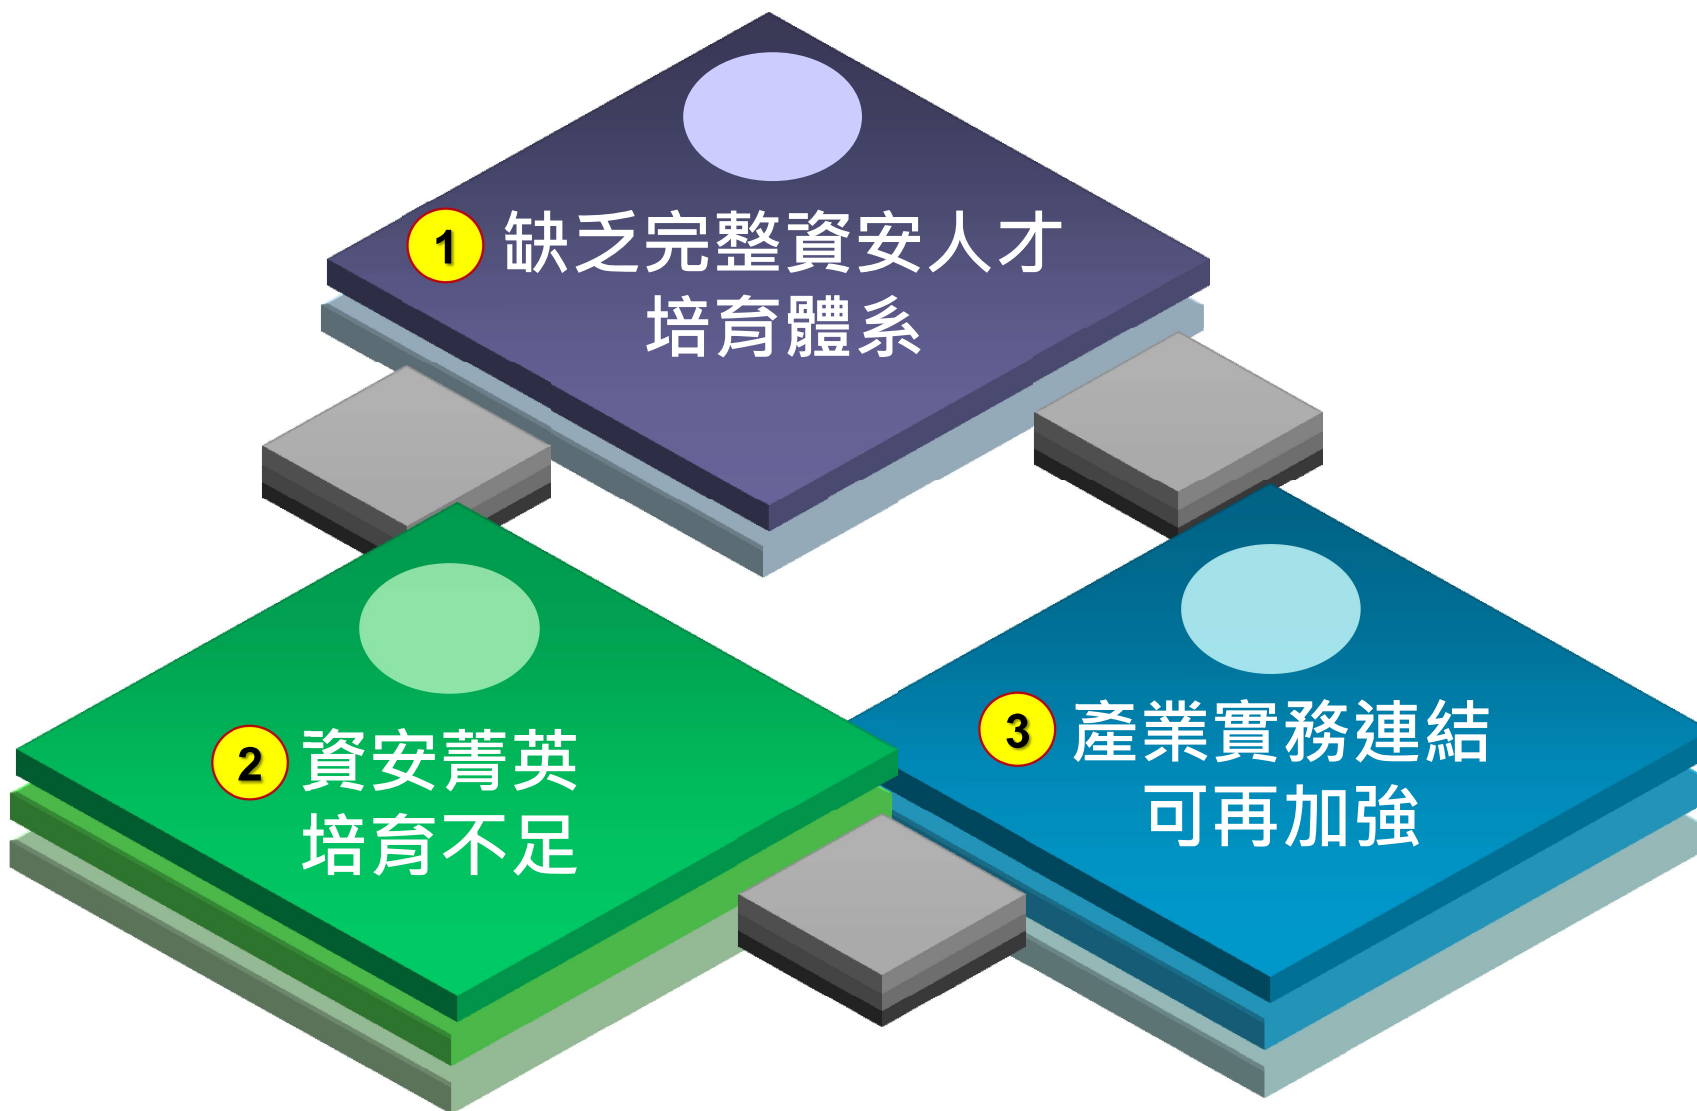 1 缺乏完整資安人才
培育體系
2 資安菁英
培育不足
3 產業實務連結
可再加強